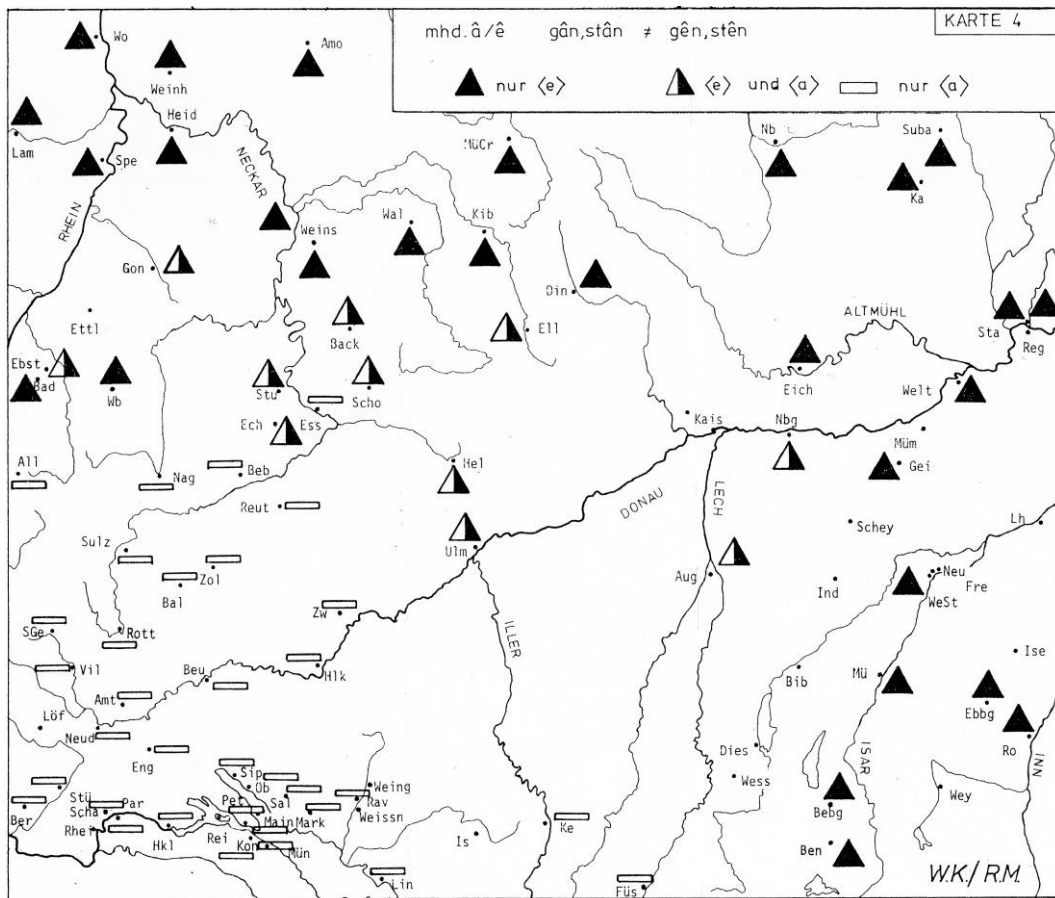 KARTE 4
mhd. â/ê gân,stân ≠ gên,stên
nur ⟨e⟩ ⟨e⟩ und ⟨a⟩ nur ⟨a⟩
Wo
Amo
Weinh
Heid
Lam
Spe
NECKAR
RHEIN
MüCr
Nb
Suba
Ka
Weins
Wal
Kib
Gon
Din
Ettl
Back
Ell
ALTMÜHL
Sta
Reg
Ebst
Bad
Wb
Stu
Scho
Eich
Welt
Ech
Ess
Kais
Nbg
Müm
Gei
All
Nag
Beb
Hel
Reut
DONAU
LECH
Schey
Lh
Sulz
Ulm
Bal
Zol
Aug
Ind
Neu
Fre
WeSt
SGe
Rott
Zw
ILLER
Vil
Beu
Hlk
Bib
Mü
Ise
Amt
Löf
Neud
Ebbg
Ro
Eng
Dies
ISAR
INN
Sip
Öb
Weing
Wess
Wey
Stü
Pet
Sal
Rav
Scha
Par
Weissn
Ber
Main
Mark
Bebg
Rhei
Hkl
Rei
Kon
Mün
Is
Ke
Ben
Lin
Füs
W.K./R.M.